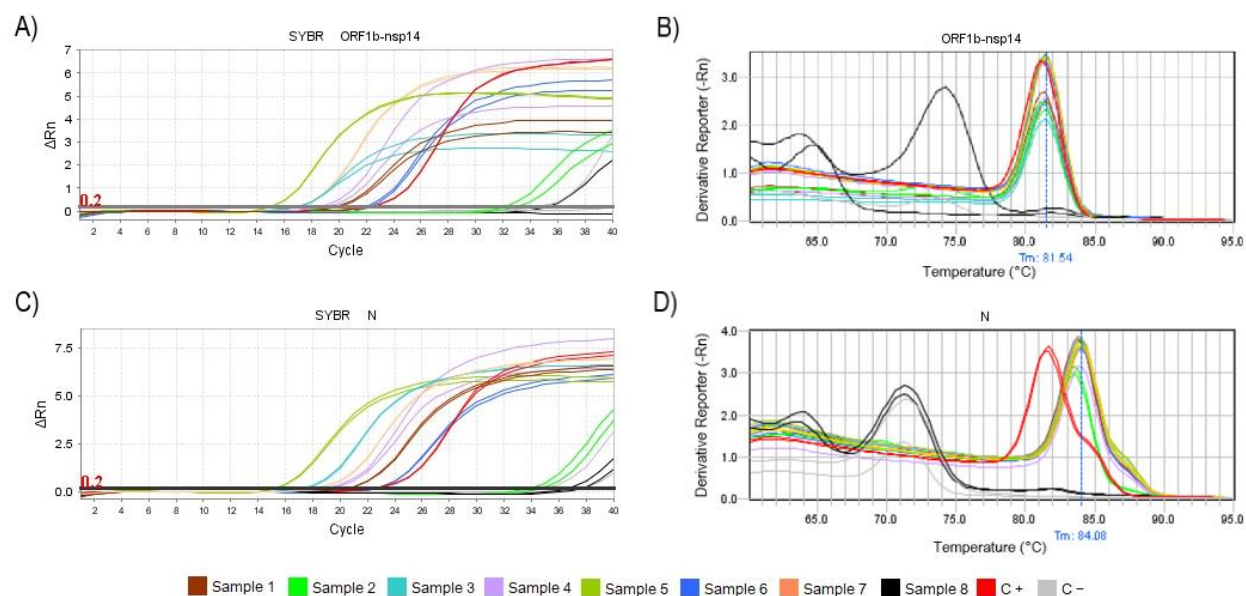 A)
SYBR ORF1b-nsp14
7
6
5
4
3
2
1
0
0.2
ΔRn
2 4 6 8 10 12 14 16 18 20 22 24 26 28 30 32 34 36 38 40
Cycle
B)
ORF1b-nsp14
3.0
2.0
1.0
0.0
Derivative Reporter (-Rn)
65.0 70.0 75.0 80.0 85.0 90.0 95.0
Tm: 81.54
Temperature (°C)
C)
SYBR N
7.5
5.0
2.5
0.0
0.2
ΔRn
2 4 6 8 10 12 14 16 18 20 22 24 26 28 30 32 34 36 38 40
Cycle
D)
N
4.0
3.0
2.0
1.0
0.0
Derivative Reporter (-Rn)
65.0 70.0 75.0 80.0 85.0 90.0 95.0
Tm: 84.08
Temperature (°C)
Sample 1 Sample 2 Sample 3 Sample 4 Sample 5 Sample 6 Sample 7 Sample 8 C + C −